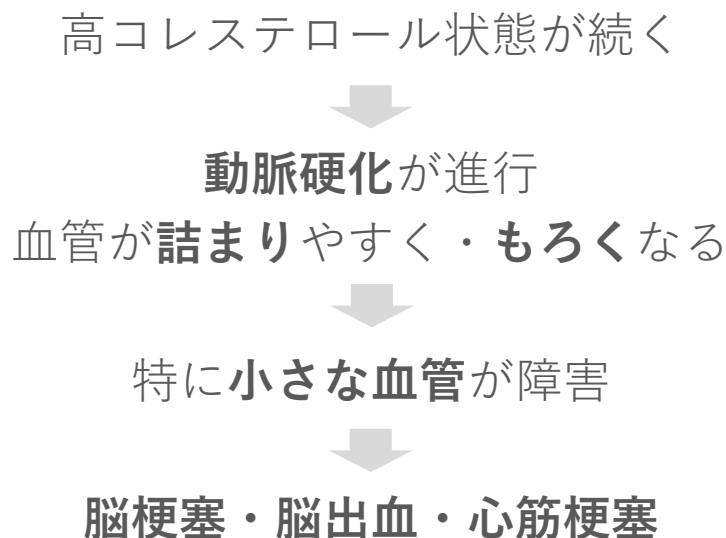 高コレステロール状態が続く
動脈硬化が進行
血管が詰まりやすく・もろくなる
特に小さな血管が障害
脳梗塞・脳出血・心筋梗塞